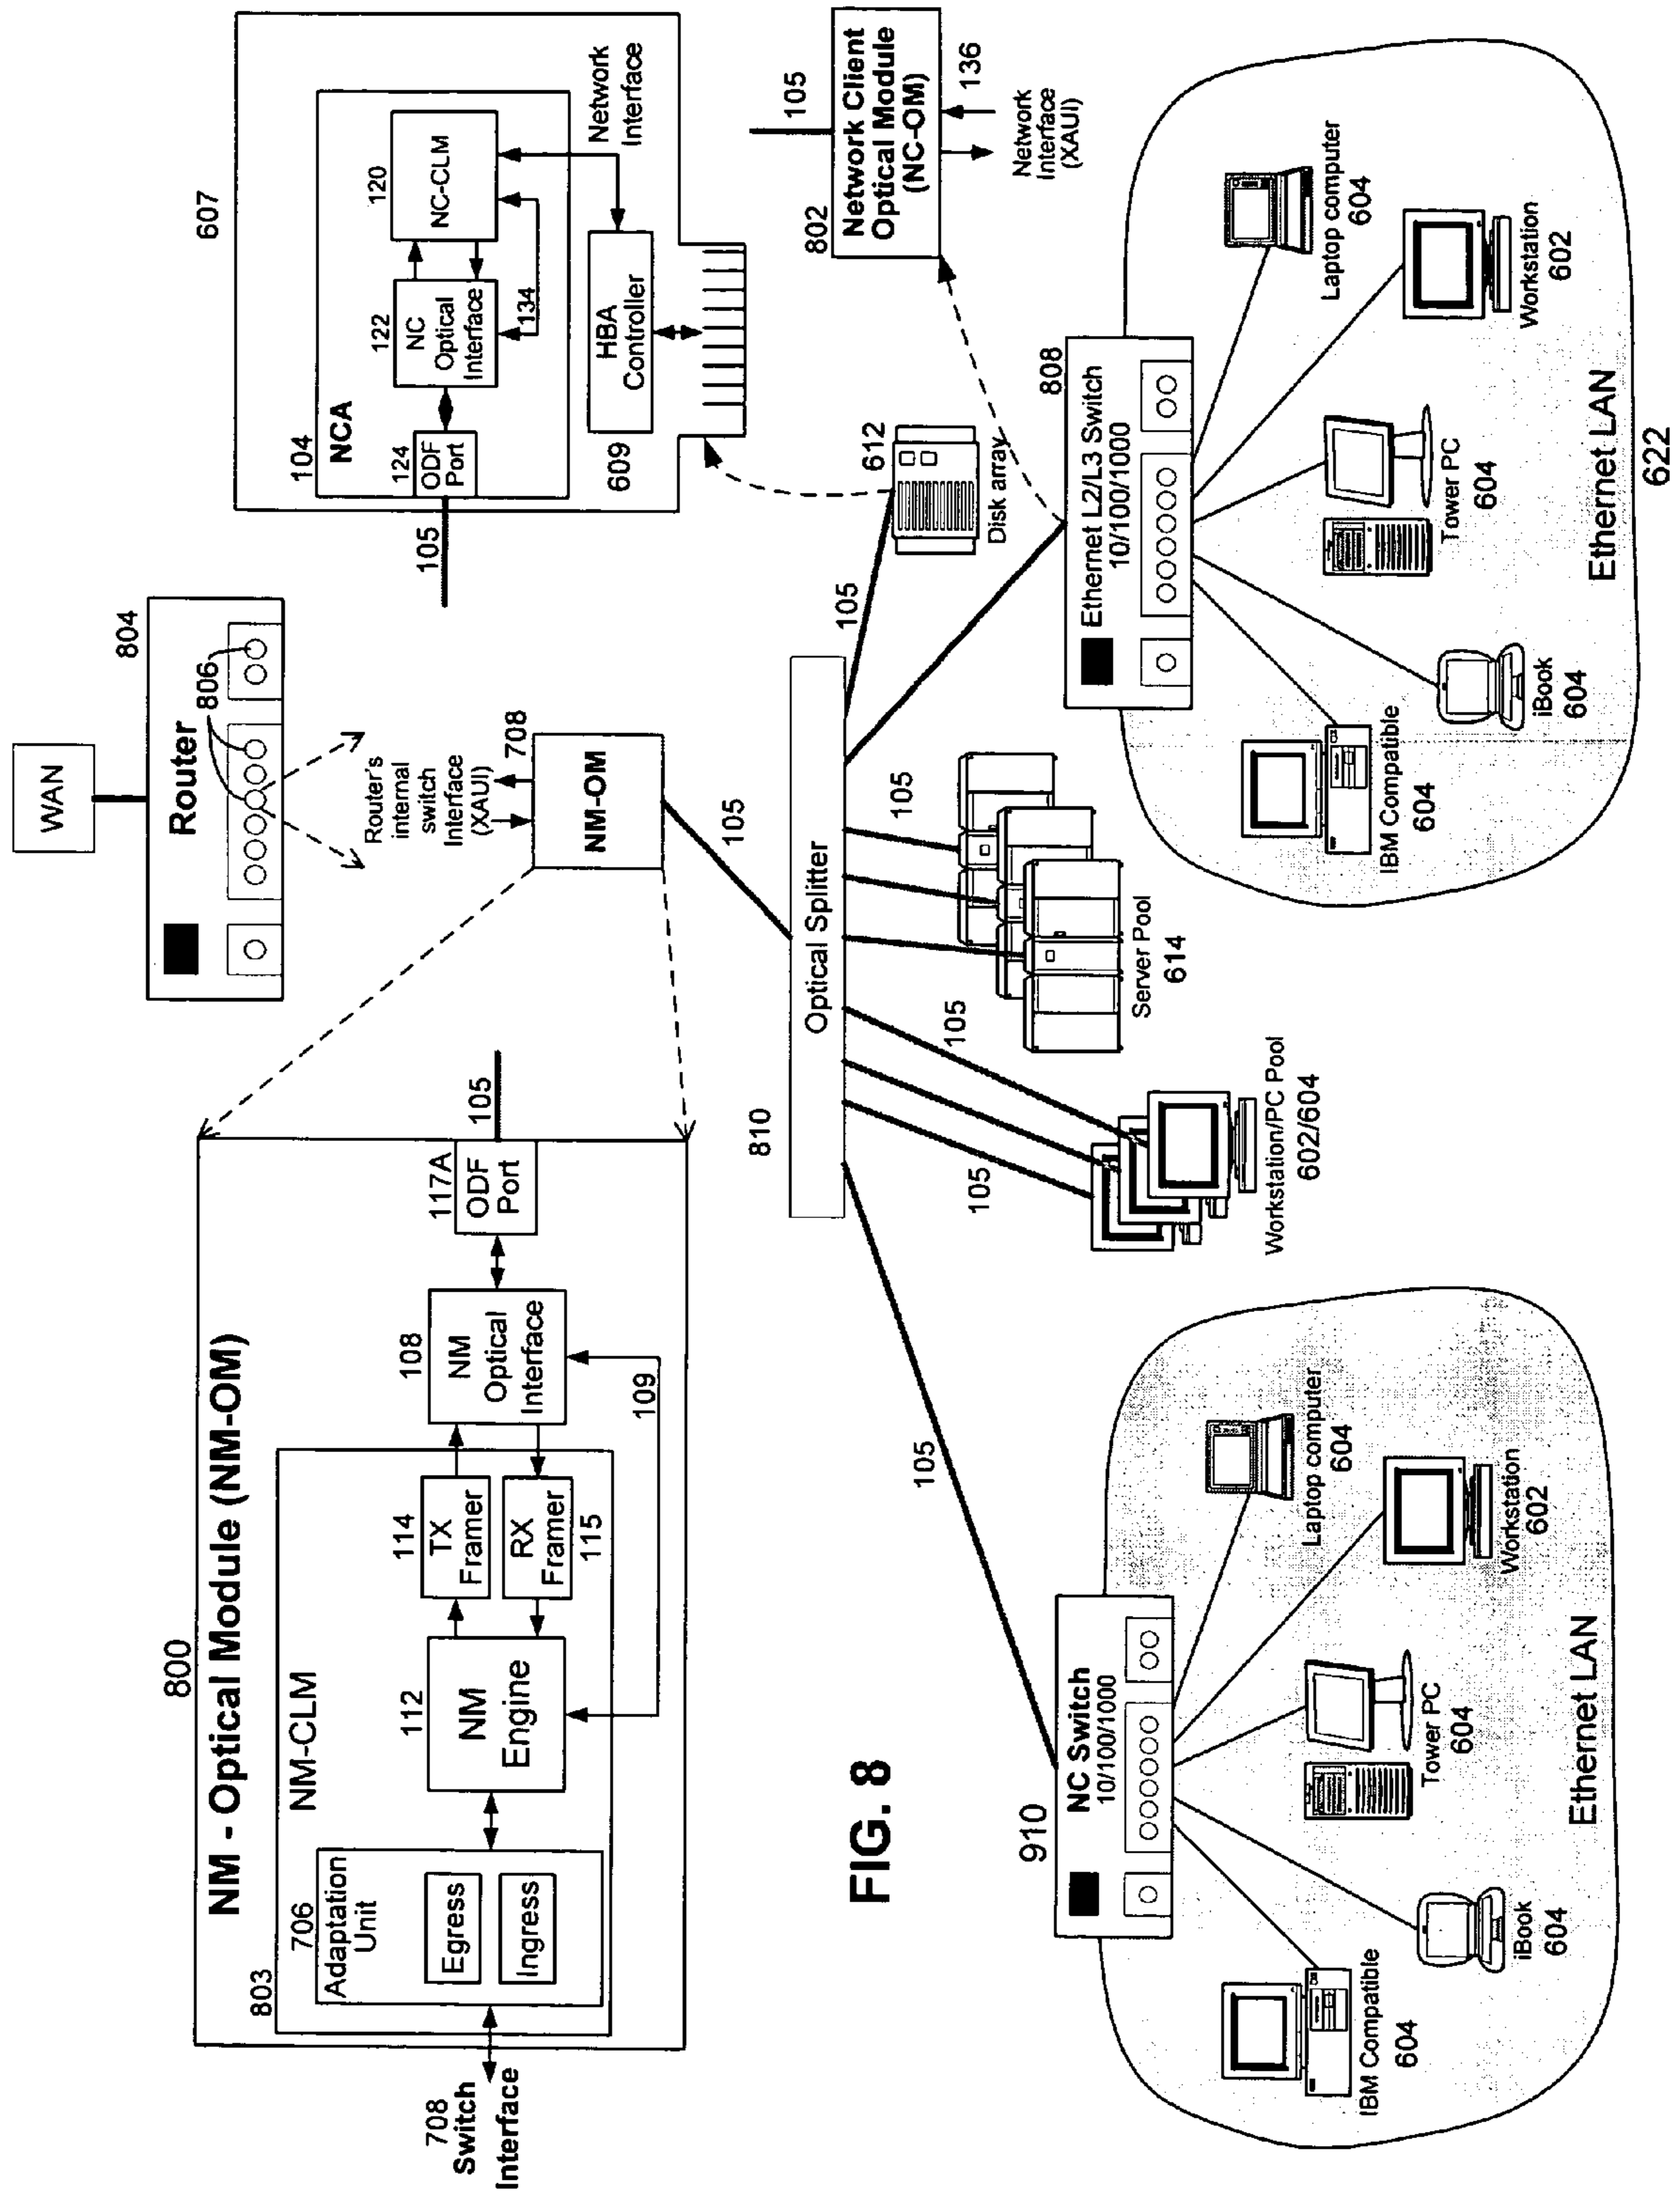 800
NM - Optical Module (NM-OM)
803
NM-CLM
706
Adaptation
Unit
Egress
Ingress
112
NM
Engine
114
TX
Framer
RX
Framer
115
108
NM
Optical
Interface
109
117A
ODF
Port
105
708
Switch
Interface
WAN
804
Router
806
Router's
internal
switch
Interface
(XAUI)
708
NM-OM
105
607
104
NCA
124
ODF
Port
105
122
NC
Optical
Interface
120
NC-CLM
134
609
HBA
Controller
Network
Interface
810
Optical Splitter
105
612
Disk array
105
802
Network Client
Optical Module
(NC-OM)
136
Network
Interface
(XAUI)
105
105
105
105
Server Pool
614
Workstation/PC Pool
602/604
808
Ethernet L2/L3 Switch
10/100/1000
IBM Compatible
604
iBook
604
Tower PC
604
Workstation
602
Laptop computer
604
Ethernet LAN
622
FIG. 8
910
NC Switch
10/100/1000
IBM Compatible
604
iBook
604
Tower PC
604
Workstation
602
Laptop computer
604
Ethernet LAN